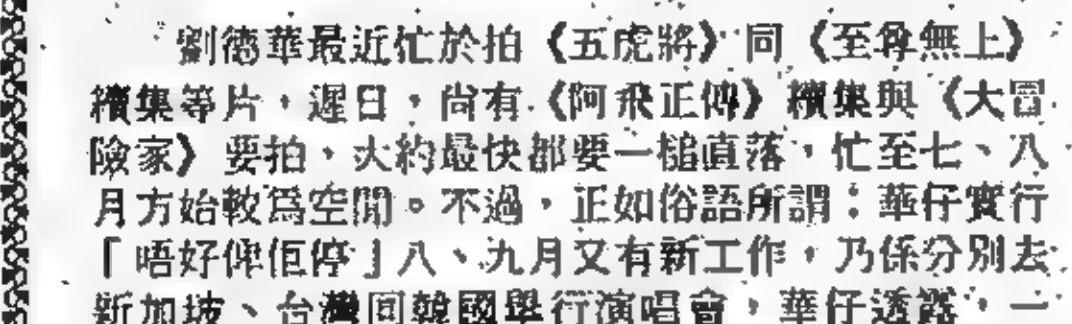 劉德華最近忙於拍《五虎將》同《至尊無上》
續集等片，遲日，尚有《阿飛正傳》續集與《大冒
險家》要拍，大約最快都要一槌直落，忙至七、八
月方始較為空閒。不過，正如俗語所謂：華仔實行
「唔好俾佢停」八、九月又有新工作，乃係分別去
新加坡、台灣同韓國舉行演唱會，華仔透露，一